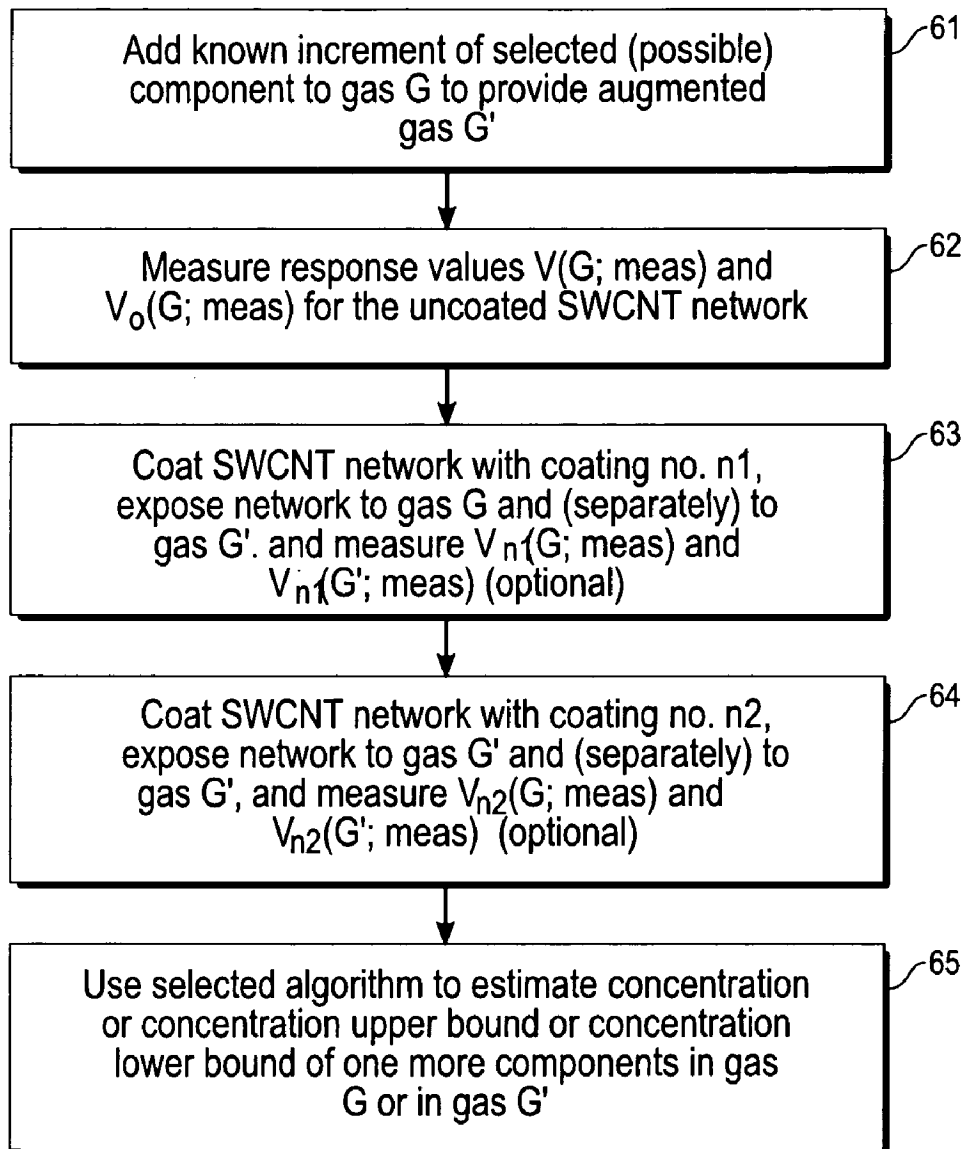 61
Add known increment of selected (possible)
component to gas G to provide augmented
gas G'
62
Measure response values V(G; meas) and
Vo(G; meas) for the uncoated SWCNT network
63
Coat SWCNT network with coating no. n1,
expose network to gas G and (separately) to
gas G'. and measure Vn1(G; meas) and
Vn1(G'; meas) (optional)
64
Coat SWCNT network with coating no. n2,
expose network to gas G' and (separately) to
gas G', and measure Vn2(G; meas) and
Vn2(G'; meas) (optional)
65
Use selected algorithm to estimate concentration
or concentration upper bound or concentration
lower bound of one more components in gas
G or in gas G'